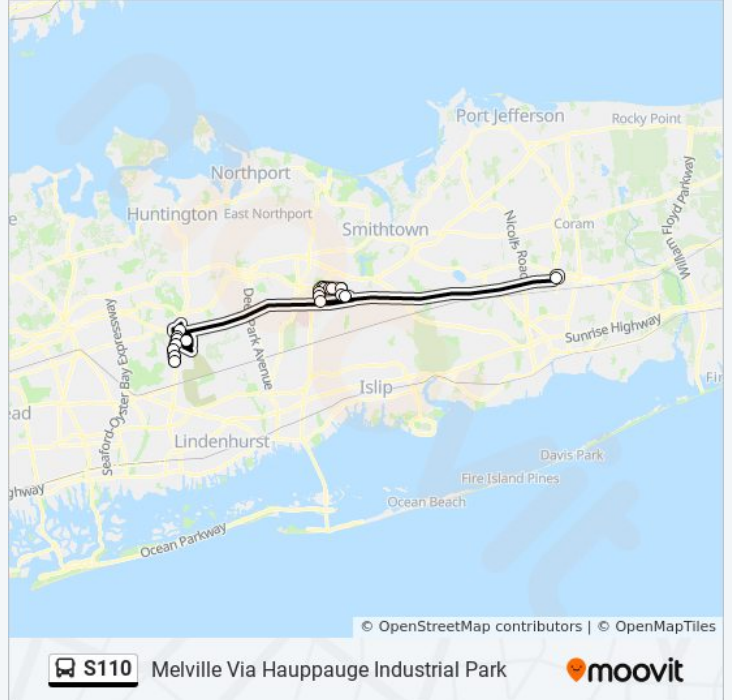 Port Jefferson
Rocky Point
Northport
Huntington
East Northport
Smithtown
Coram
Nicolls Road
William Floyd Parkway
Park Avenue
Seaford-Oyster Bay Expressway
Sunrise Highway
Islip
ead
Lindenhurst
Davis Park
Fire Island Pines
Ocean Beach
ghway
Ocean Parkway
© OpenStreetMap contributors | © OpenMapTiles
S110 Melville Via Hauppauge Industrial Park
moovit